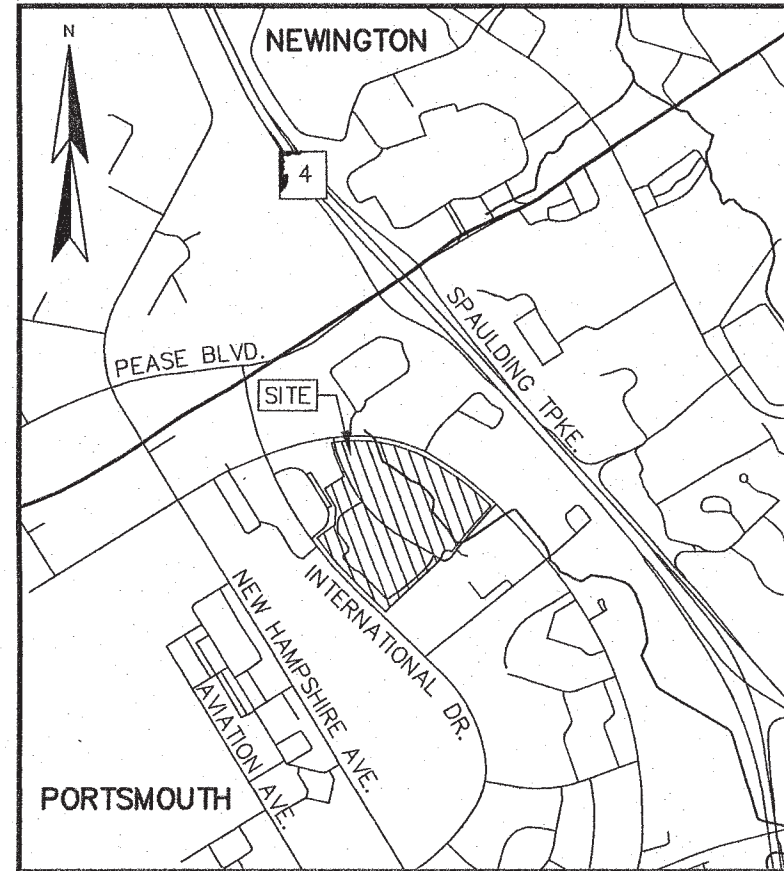 N
NEWINGTON
4
SPAULDING TPKE.
PEASE BLVD.
SITE
INTERNATIONAL DR.
NEW HAMPSHIRE AVE.
AVIATION AVE.
PORTSMOUTH